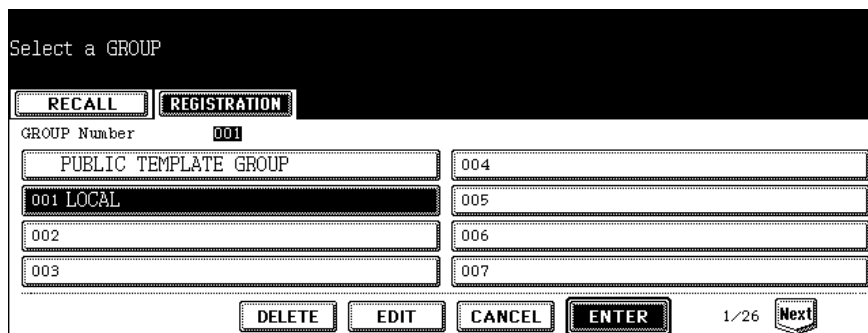 Select a GROUP
RECALL REGISTRATION
GROUP Number 001
PUBLIC TEMPLATE GROUP 004
001 LOCAL 005
002 006
003 007
DELETE EDIT CANCEL ENTER 1/26 Next